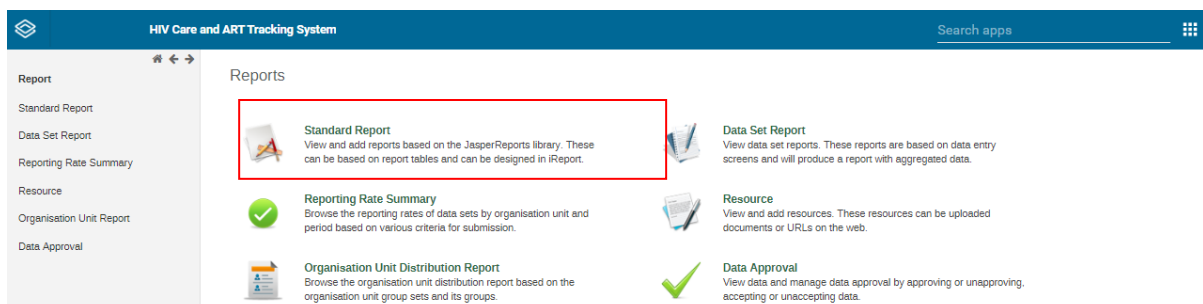 HIV Care and ART Tracking System
Search apps
Report
Standard Report
Data Set Report
Reporting Rate Summary
Resource
Organisation Unit Report
Data Approval
Reports
Standard Report
View and add reports based on the JasperReports library. These
can be based on report tables and can be designed in iReport.
Data Set Report
View data set reports. These reports are based on data entry
screens and will produce a report with aggregated data.
Reporting Rate Summary
Browse the reporting rates of data sets by organisation unit and
period based on various criteria for submission.
Resource
View and add resources. These resources can be uploaded
documents or URLs on the web.
Organisation Unit Distribution Report
Browse the organisation unit distribution report based on the
organisation unit group sets and its groups.
Data Approval
View data and manage data approval by approving or unapproving,
accepting or unaccepting data.